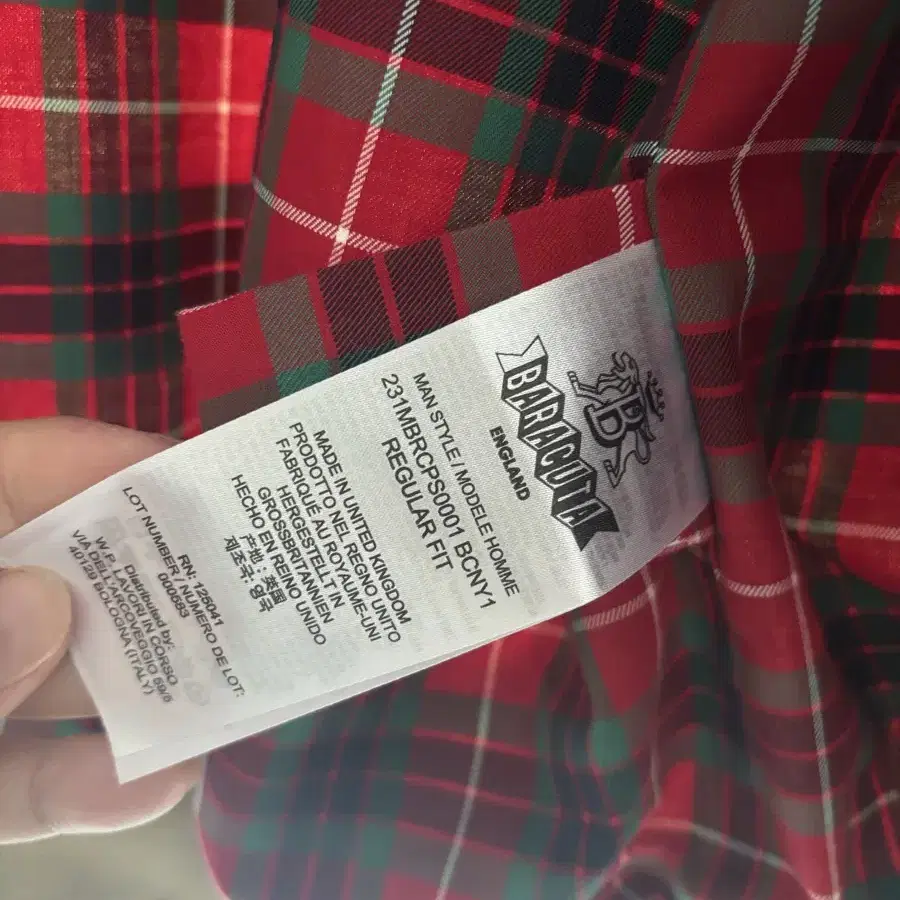 B
BARACUTA
ENGLAND
MAN STYLE / MODELE HOMME
231MBRCPS0001 BCNY1
REGULAR FIT
MADE IN UNITED KINGDOM
PRODOTTO NEL REGNO UNITO
FABRIQUÉ AU ROYAUME-UNI
HERGESTELLT IN
GROSSBRITANNIEN
HECHO EN REINO UNIDO
产地：英国
제조국: 영국
RN: 125041
LOT NUMBER / NUMERO DE LOT:
000583
Distributed by:
W.P. LAVORI IN CORSO
VIA DELL'ARCOVEGGIO 59/5
40129 BOLOGNA (ITALY)